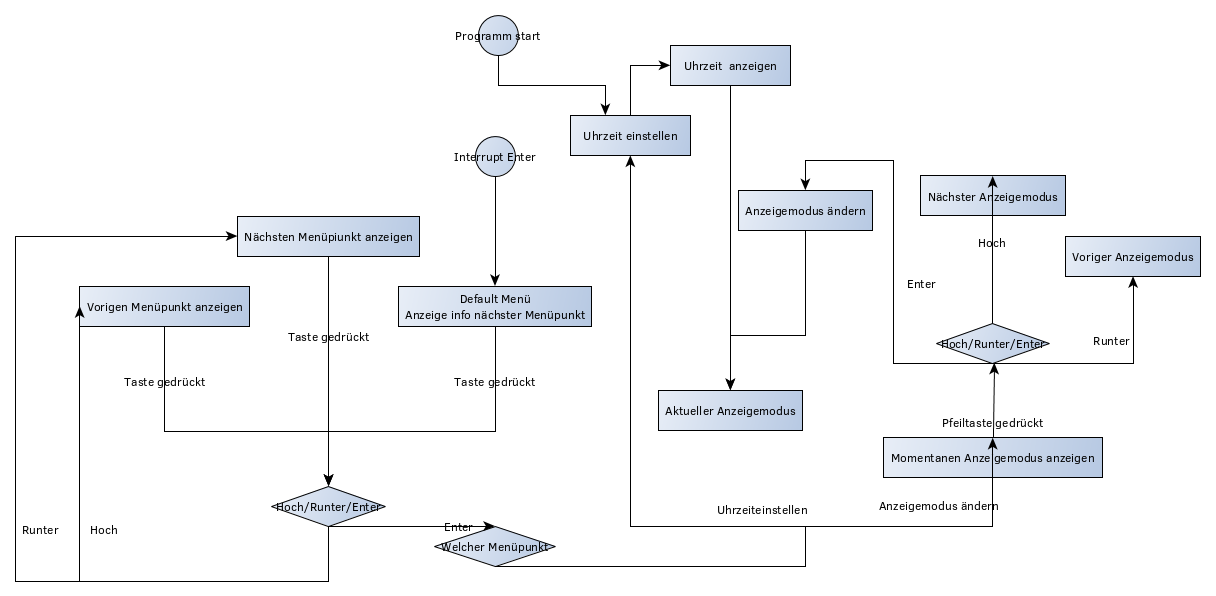 Programm start
Uhrzeit  anzeigen
Uhrzeit einstellen
Interrupt Enter
Nächster Anzeigemodus
Anzeigemodus ändern
Nächsten Menüpiunkt anzeigen
Hoch
Voriger Anzeigemodus
Enter
Default Menü
Vorigen Menüpunkt anzeigen
Anzeige info nächster Menüpunkt
Taste gedrückt
Hoch/Runter/Enter
Runter
Taste gedrückt
Taste gedrückt
Aktueller Anzeigemodus
Pfeiltaste gedrückt
Momentanen Anzeigemodus anzeigen
Hoch/Runter/Enter
Uhrzeiteinstellen
Anzeigemodus ändern
Runter
Hoch
Enter
Welcher Menüpunkt